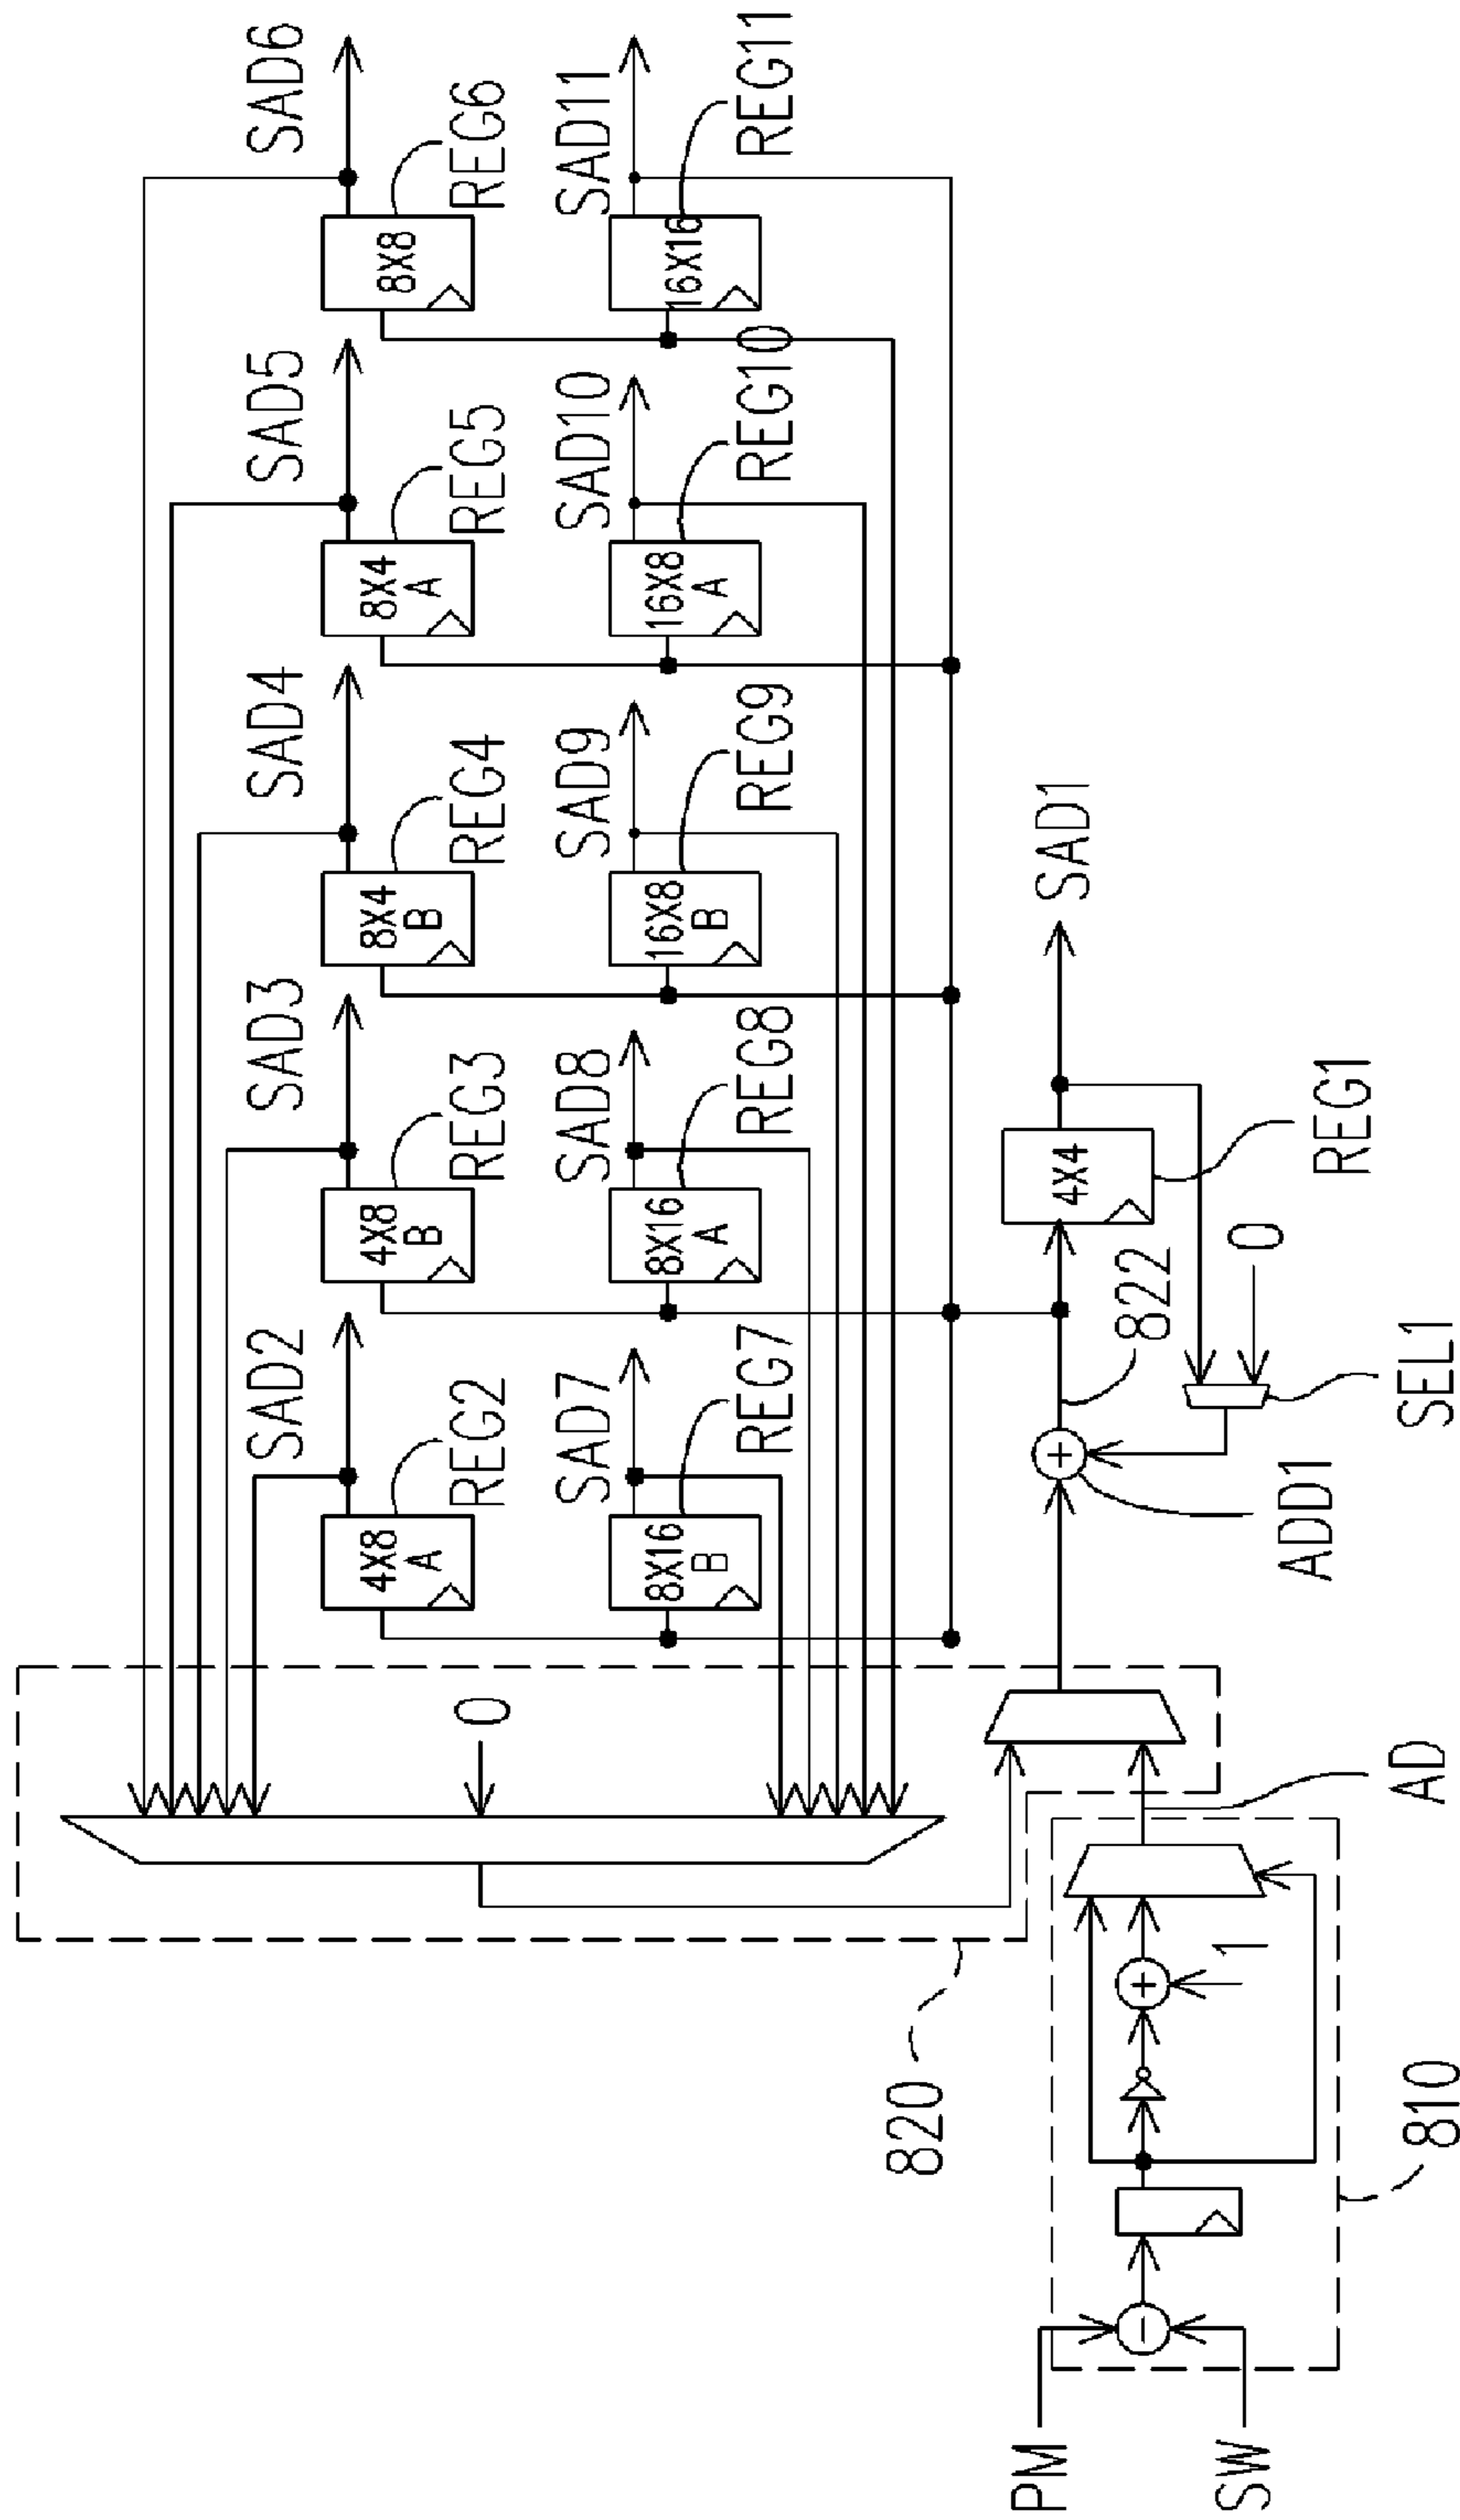 SAD2
SAD3
SAD4
SAD5
SAD6
4X8
A
4X8
B
8X4
B
8X4
A
8X8
REG2
REG3
REG4
REG5
REG6
0
SAD7
SAD8
SAD9
SAD10
SAD11
8X16
B
8X16
A
16X8
B
16X8
A
16X16
REG7
REG8
REG9
REG10
REG11
820
822
4X4
SAD1
PM
1
0
REG1
SW
ADD1
810
AD
SEL1